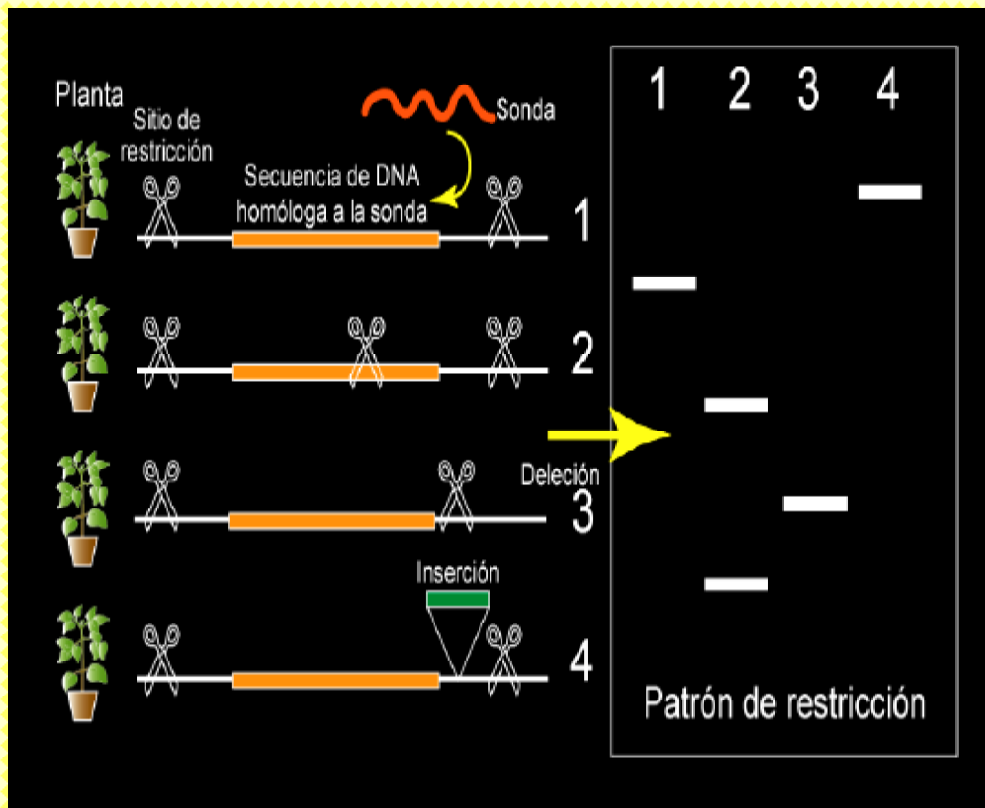 Planta
Sitio de
restricción
Sonda
Secuencia de DNA
homóloga a la sonda
1
2
Deleción
3
Inserción
4
1 2 3 4
Patrón de restricción